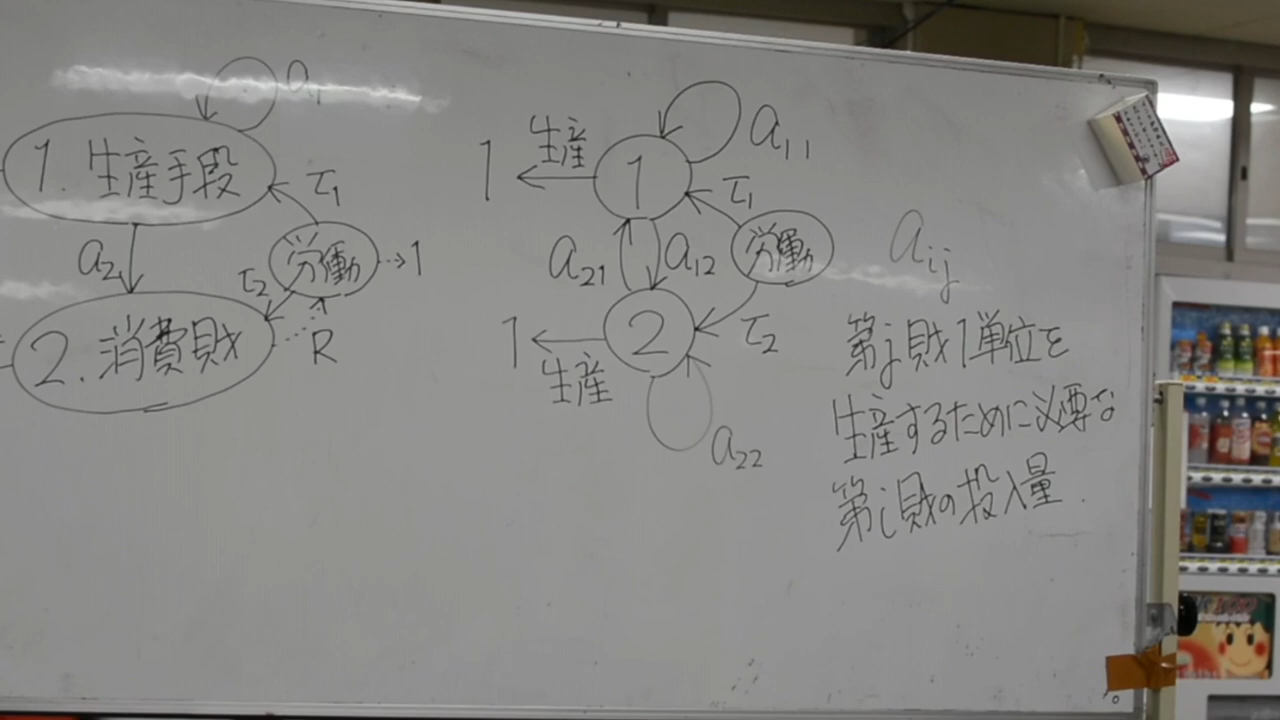 a₁
1. 生産手段
τ₁
a₂
労働
1
τ₂
2. 消費財
R
1
生産
1
a₁₁
τ₁
a₂₁
a₁₂
労働
1
生産
2
τ₂
a₂₂
aᵢⱼ
第j財1単位を
生産するために必要な
第i財の投入量.